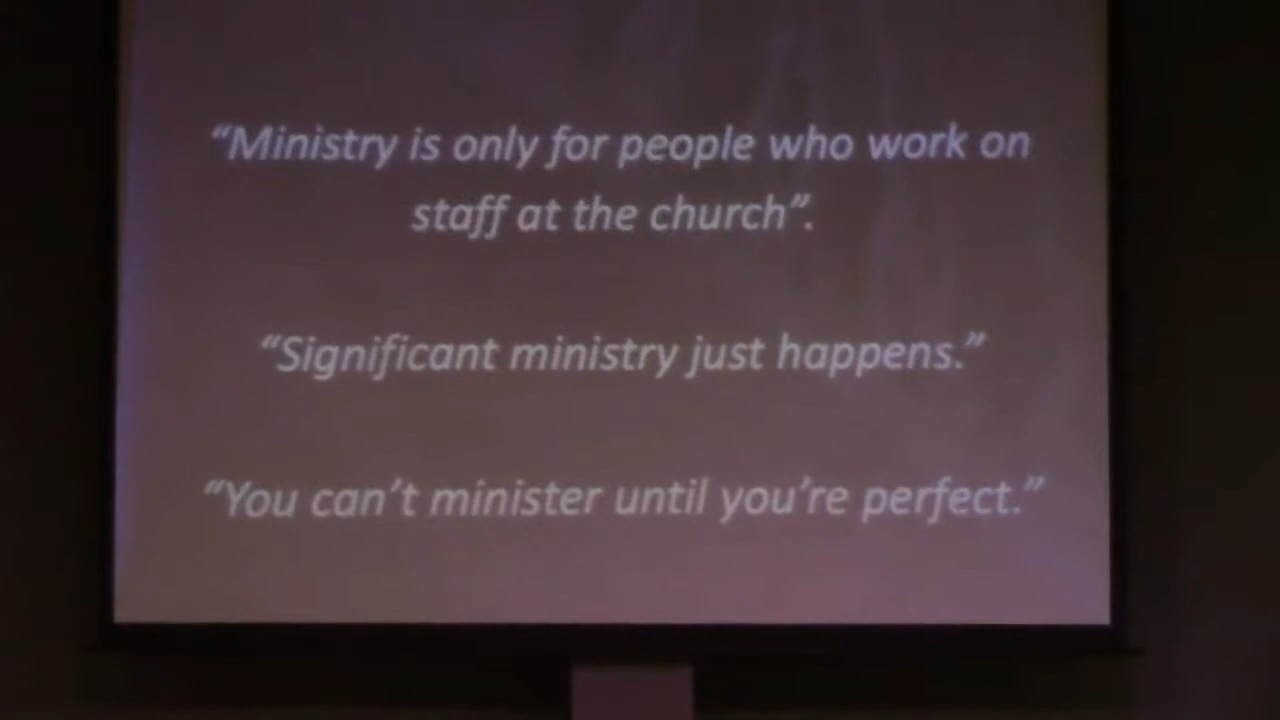 “Ministry is only for people who work on
staff at the church”.
“Significant ministry just happens.”
“You can’t minister until you’re perfect.”